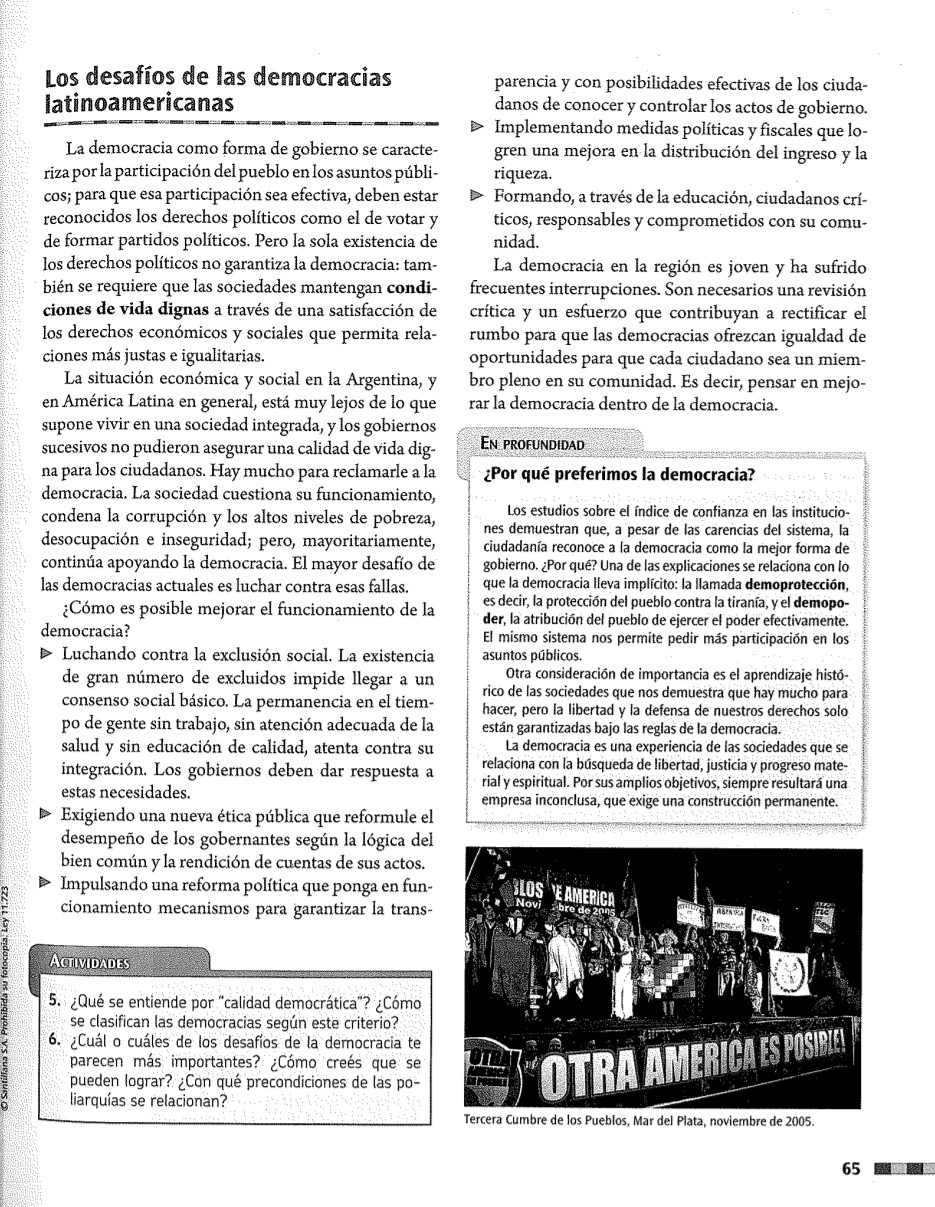 Los desafíos de las democracias
latinoamericanas
La democracia como forma de gobierno se caracte-
riza por la participación del pueblo en los asuntos públi-
cos; para que esa participación sea efectiva, deben estar
reconocidos los derechos políticos como el de votar y
de formar partidos políticos. Pero la sola existencia de
los derechos políticos no garantiza la democracia: tam-
bién se requiere que las sociedades mantengan condi-
ciones de vida dignas a través de una satisfacción de
los derechos económicos y sociales que permita rela-
ciones más justas e igualitarias.
La situación económica y social en la Argentina, y
en América Latina en general, está muy lejos de lo que
supone vivir en una sociedad integrada, y los gobiernos
sucesivos no pudieron asegurar una calidad de vida dig-
na para los ciudadanos. Hay mucho para reclamarle a la
democracia. La sociedad cuestiona su funcionamiento,
condena la corrupción y los altos niveles de pobreza,
desocupación e inseguridad; pero, mayoritariamente,
continúa apoyando la democracia. El mayor desafío de
las democracias actuales es luchar contra esas fallas.
¿Cómo es posible mejorar el funcionamiento de la
democracia?
Luchando contra la exclusión social. La existencia
de gran número de excluidos impide llegar a un
consenso social básico. La permanencia en el tiem-
po de gente sin trabajo, sin atención adecuada de la
salud y sin educación de calidad, atenta contra su
integración. Los gobiernos deben dar respuesta a
estas necesidades.
Exigiendo una nueva ética pública que reformule el
desempeño de los gobernantes según la lógica del
bien común y la rendición de cuentas de sus actos.
Impulsando una reforma política que ponga en fun-
cionamiento mecanismos para garantizar la trans-
ACTIVIDADES
5. ¿Qué se entiende por "calidad democrática"? ¿Cómo
se clasifican las democracias según este criterio?
6. ¿Cuál o cuáles de los desafíos de la democracia te
parecen más importantes? ¿Cómo creés que se
pueden lograr? ¿Con qué precondiciones de las po-
liarquías se relacionan?
© Santillana S.A. Prohibida su fotocopia. Ley 11.723
parencia y con posibilidades efectivas de los ciuda-
danos de conocer y controlar los actos de gobierno.
Implementando medidas políticas y fiscales que lo-
gren una mejora en la distribución del ingreso y la
riqueza.
Formando, a través de la educación, ciudadanos crí-
ticos, responsables y comprometidos con su comu-
nidad.
La democracia en la región es joven y ha sufrido
frecuentes interrupciones. Son necesarios una revisión
crítica y un esfuerzo que contribuyan a rectificar el
rumbo para que las democracias ofrezcan igualdad de
oportunidades para que cada ciudadano sea un miem-
bro pleno en su comunidad. Es decir, pensar en mejo-
rar la democracia dentro de la democracia.
EN PROFUNDIDAD
¿Por qué preferimos la democracia?
Los estudios sobre el índice de confianza en las institucio-
nes demuestran que, a pesar de las carencias del sistema, la
ciudadanía reconoce a la democracia como la mejor forma de
gobierno. ¿Por qué? Una de las explicaciones se relaciona con lo
que la democracia lleva implícito: la llamada demoprotección,
es decir, la protección del pueblo contra la tiranía, y el demopo-
der, la atribución del pueblo de ejercer el poder efectivamente.
El mismo sistema nos permite pedir más participación en los
asuntos públicos.
Otra consideración de importancia es el aprendizaje histó-
rico de las sociedades que nos demuestra que hay mucho para
hacer, pero la libertad y la defensa de nuestros derechos solo
están garantizadas bajo las reglas de la democracia.
La democracia es una experiencia de las sociedades que se
relaciona con la búsqueda de libertad, justicia y progreso mate-
rial y espiritual. Por sus amplios objetivos, siempre resultará una
empresa inconclusa, que exige una construcción permanente.
BLOS DE AMERICA
bre de 2005
OTRA AMERICA ES POSIBLE!
Tercera Cumbre de los Pueblos, Mar del Plata, noviembre de 2005.
65